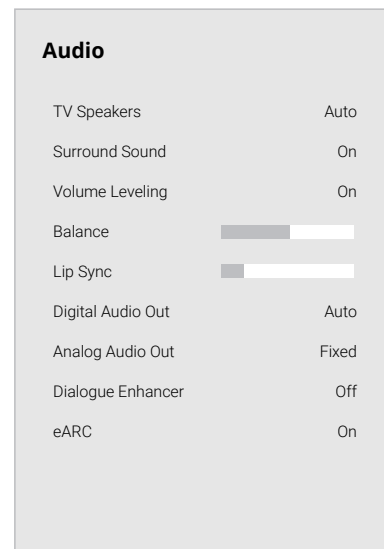 Audio
TV Speakers Auto
Surround Sound On
Volume Leveling On
Balance
Lip Sync
Digital Audio Out Auto
Analog Audio Out Fixed
Dialogue Enhancer Off
eARC On